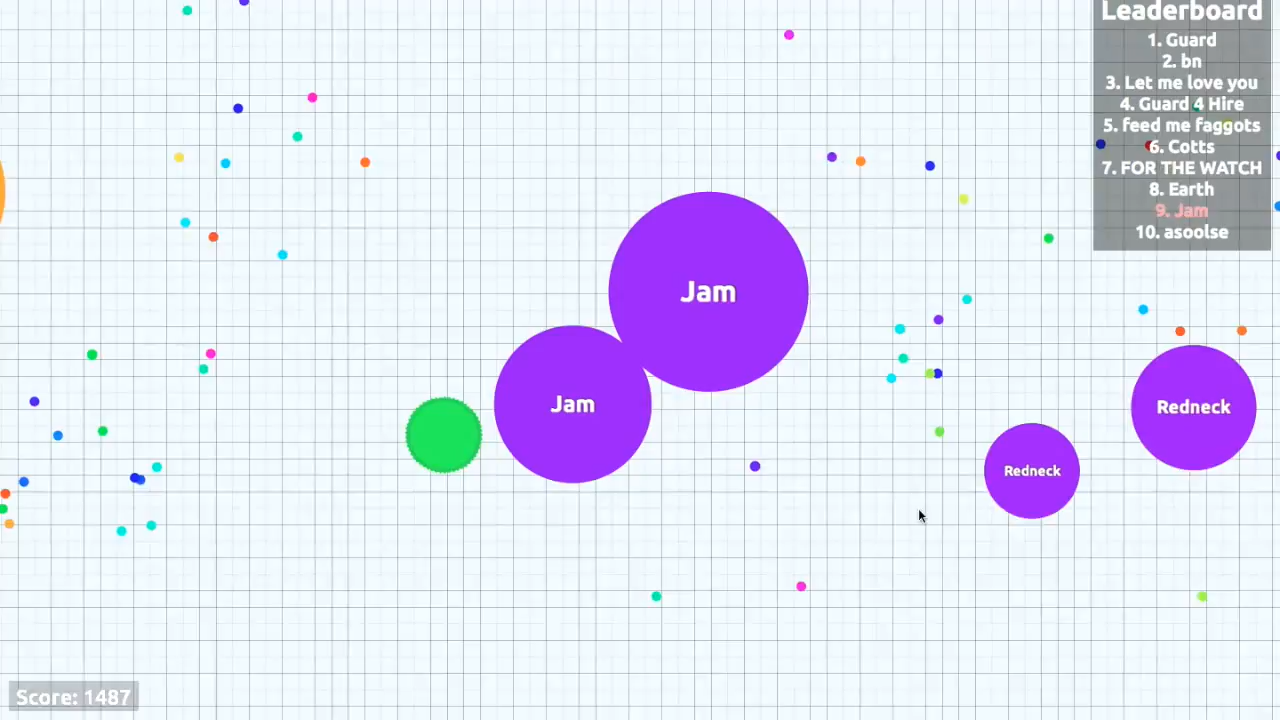 Leaderboard
1. Guard
2. bn
3. Let me love you
4. Guard 4 Hire
5. feed me faggots
6. Cotts
7. FOR THE WATCH
8. Earth
9. Jam
10. asoolse
Jam
Jam
Redneck
Redneck
Score: 1487